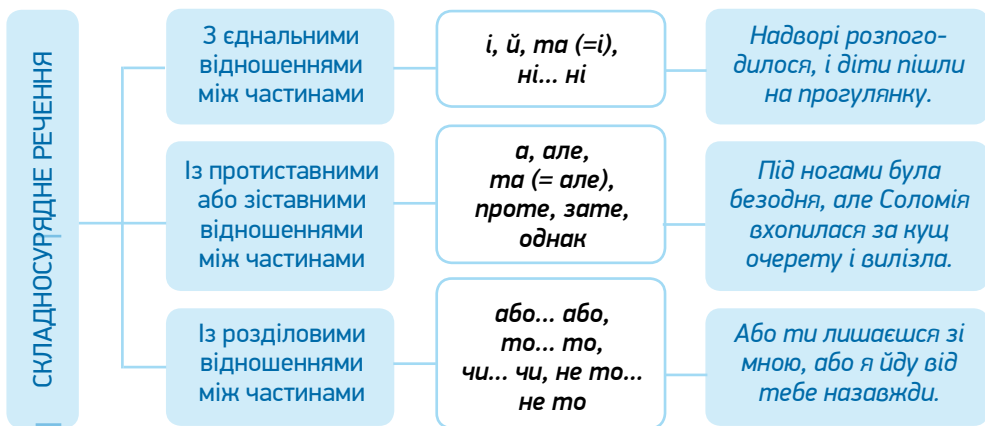 СКЛАДНОСУРЯДНЕ РЕЧЕННЯ
З єднальними
відношеннями
між частинами
і, й, та (=і),
ні... ні
Надворі розпого-
дилося, і діти пішли
на прогулянку.
Із протиставними
або зіставними
відношеннями
між частинами
а, але,
та (= але),
проте, зате,
однак
Під ногами була
безодня, але Соломія
вхопилася за кущ
очерету і вилізла.
Із розділовими
відношеннями
між частинами
або... або,
то... то,
чи... чи, не то...
не то
Або ти лишаєшся зі
мною, або я йду від
тебе назавжди.